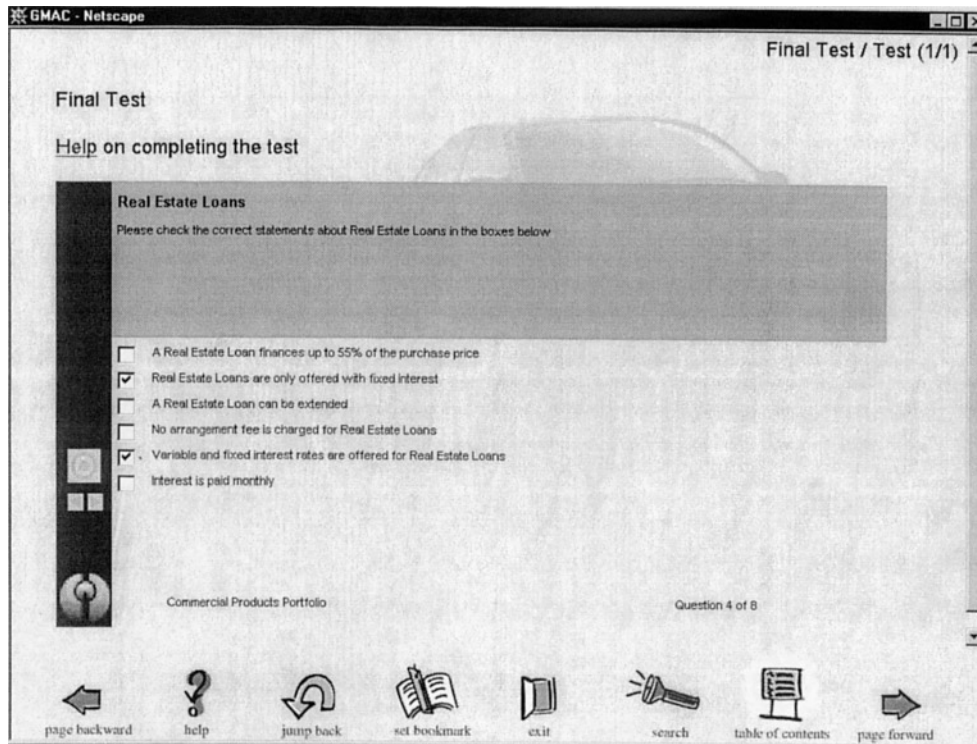 GMAC - Netscape
Final Test / Test (1/1)
Final Test
Help on completing the test
Real Estate Loans
Please check the correct statements about Real Estate Loans in the boxes below
A Real Estate Loan finances up to 55% of the purchase price
Real Estate Loans are only offered with fixed interest
A Real Estate Loan can be extended
No arrangement fee is charged for Real Estate Loans
Variable and fixed interest rates are offered for Real Estate Loans
Interest is paid monthly
Commercial Products Portfolio
Question 4 of 8
page backward
help
jump back
set bookmark
exit
search
table of contents
page forward